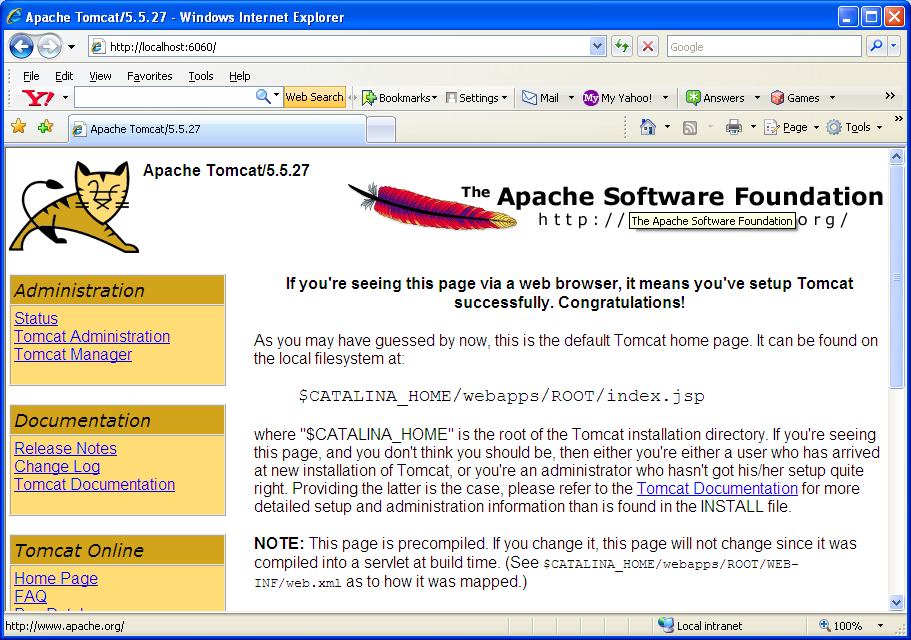 Apache Tomcat/5.5.27 - Windows Internet Explorer
http://localhost:6060/
Google
File Edit View Favorites Tools Help
Y! Web Search Bookmarks Settings Mail My Yahoo! Answers Games »
Apache Tomcat/5.5.27 Page Tools »
Apache Tomcat/5.5.27
The Apache Software Foundation
http:// org/
The Apache Software Foundation
Administration
Status
Tomcat Administration
Tomcat Manager
Documentation
Release Notes
Change Log
Tomcat Documentation
Tomcat Online
Home Page
FAQ
If you're seeing this page via a web browser, it means you've setup Tomcat
successfully. Congratulations!
As you may have guessed by now, this is the default Tomcat home page. It can be found on
the local filesystem at:
$CATALINA_HOME/webapps/ROOT/index.jsp
where "$CATALINA_HOME" is the root of the Tomcat installation directory. If you're seeing
this page, and you don't think you should be, then either you're either a user who has arrived
at new installation of Tomcat, or you're an administrator who hasn't got his/her setup quite
right. Providing the latter is the case, please refer to the Tomcat Documentation for more
detailed setup and administration information than is found in the INSTALL file.
NOTE: This page is precompiled. If you change it, this page will not change since it was
compiled into a servlet at build time. (See $CATALINA_HOME/webapps/ROOT/WEB-
INF/web.xml as to how it was mapped.)
http://www.apache.org/ Local intranet 100%